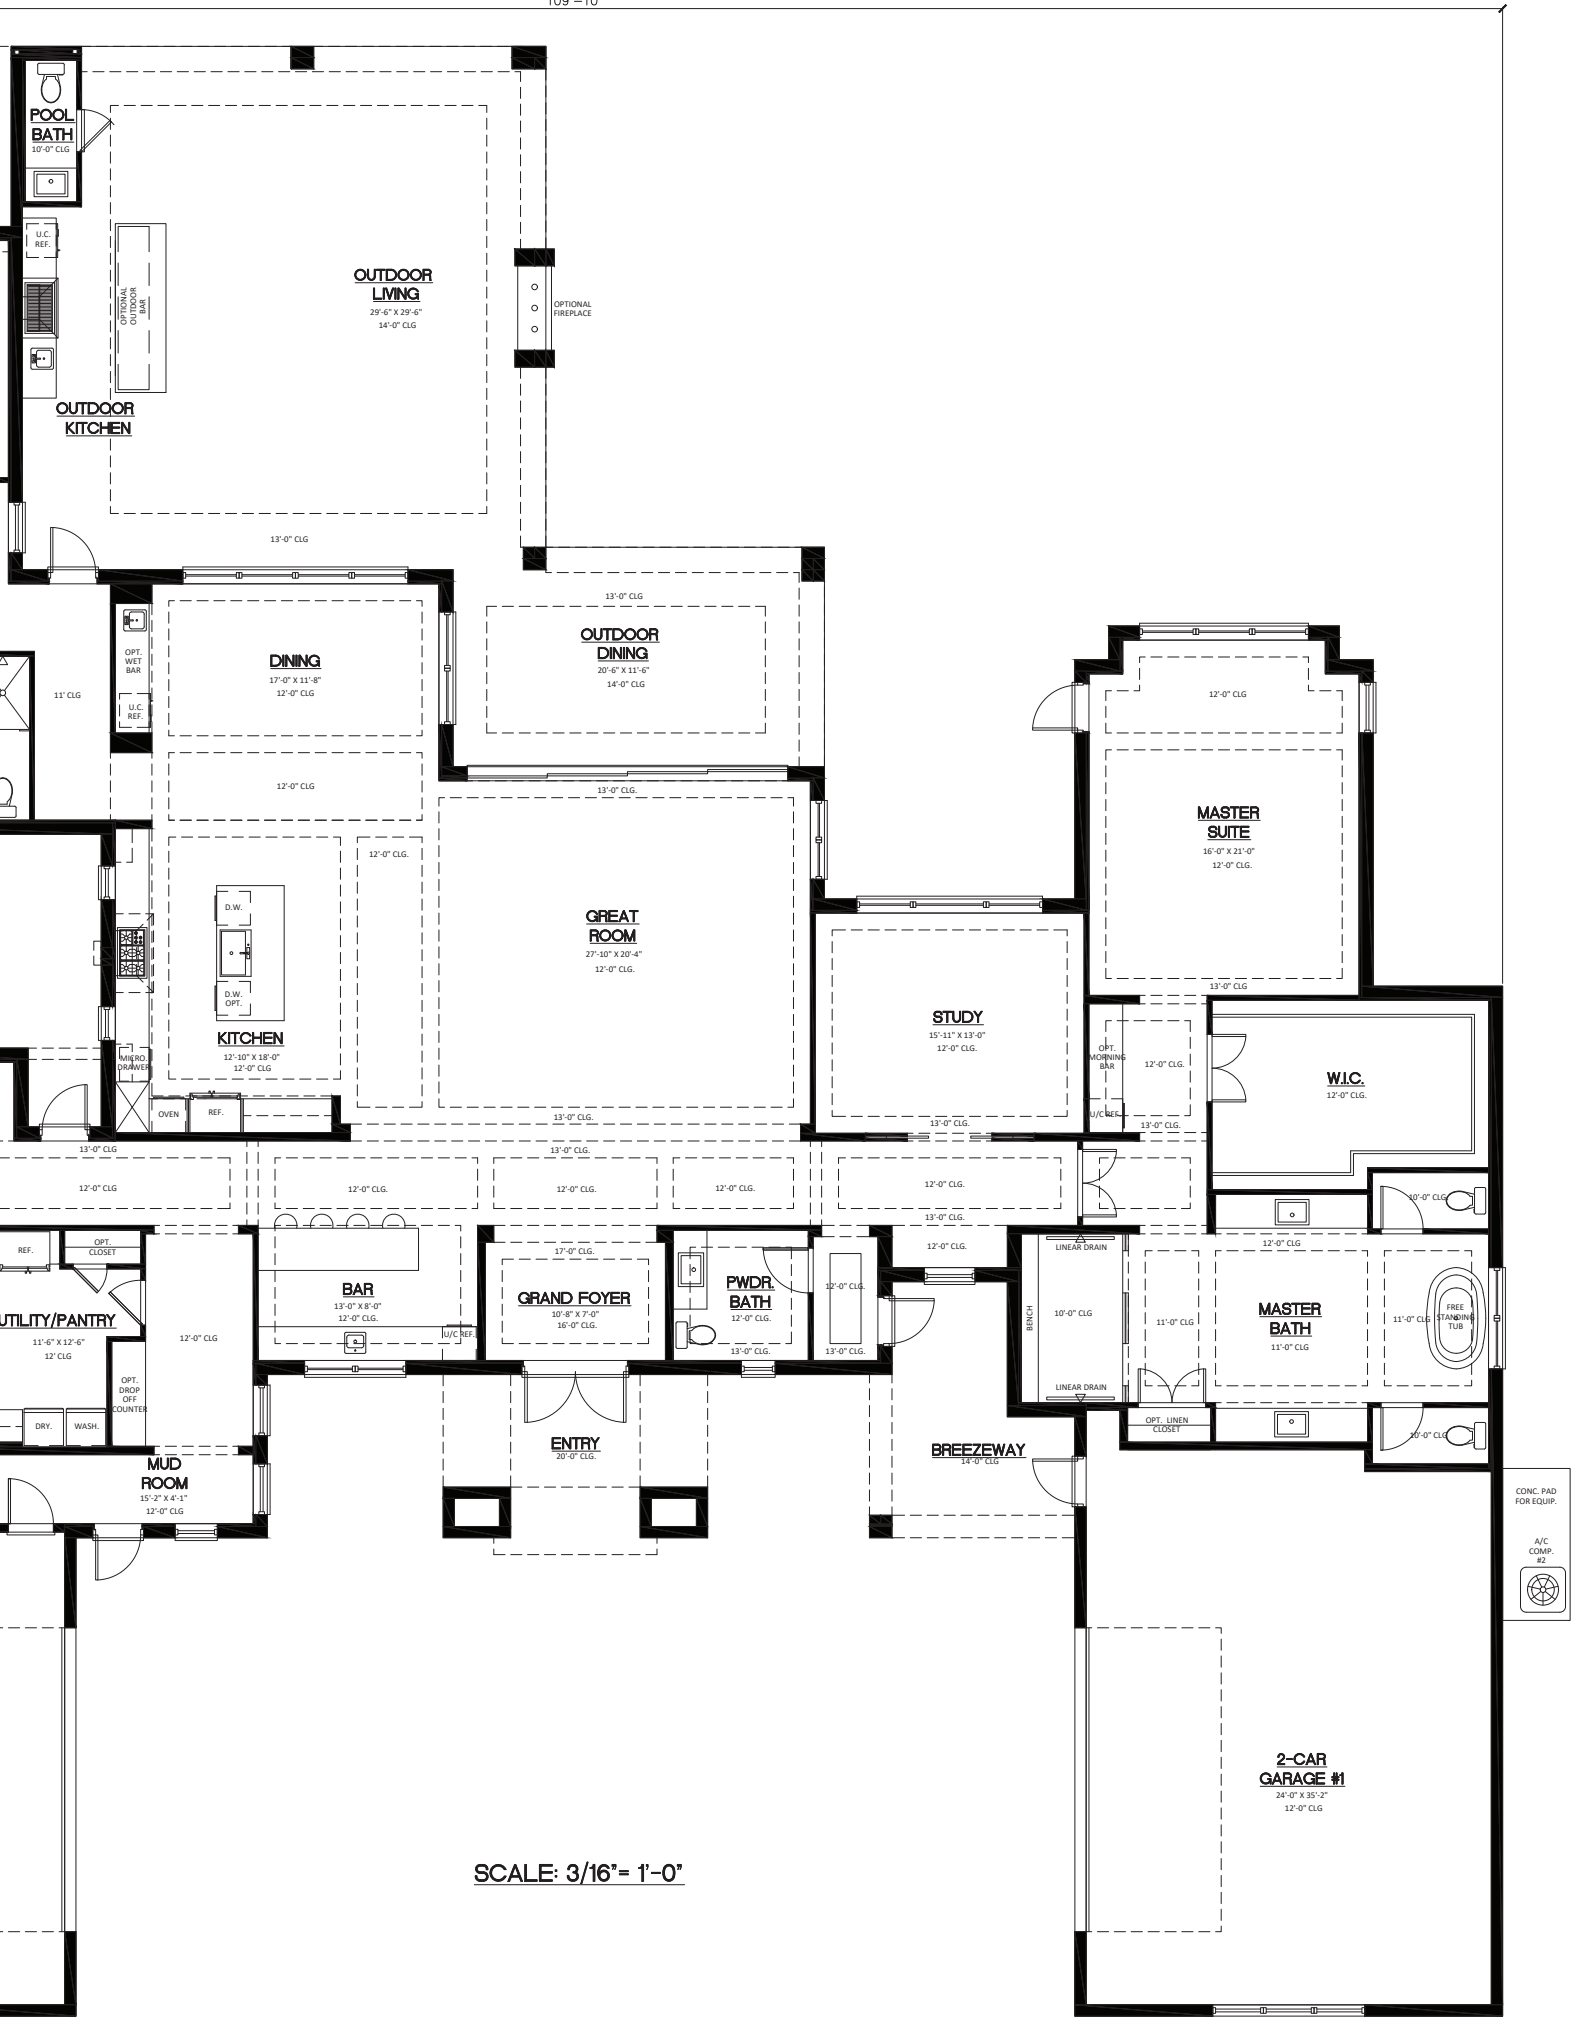 109'-10"
POOL
BATH
10'-0" CLG
U.C.
REF.
OPTIONAL
OUTDOOR
BAR
OUTDOOR
LIVING
29'-6" X 29'-6"
14'-0" CLG
OPTIONAL
FIREPLACE
OUTDOOR
KITCHEN
13'-0" CLG
13'-0" CLG
OUTDOOR
DINING
20'-6" X 11'-6"
14'-0" CLG
OPT.
WET
BAR
U.C.
REF.
11' CLG
DINING
17'-0" X 11'-8"
12'-0" CLG
12'-0" CLG
12'-0" CLG
MASTER
SUITE
16'-0" X 21'-0"
12'-0" CLG.
13'-0" CLG
13'-0" CLG.
12'-0" CLG.
GREAT
ROOM
27'-10" X 20'-4"
12'-0" CLG.
13'-0" CLG.
D.W.
D.W.
OPT.
KITCHEN
12'-10" X 18'-0"
12'-0" CLG
MICRO.
DRAWER
OVEN
REF.
STUDY
15'-11" X 13'-0"
12'-0" CLG.
13'-0" CLG.
OPT.
MORNING
BAR
U/C REF.
12'-0" CLG.
13'-0" CLG.
W.I.C.
12'-0" CLG.
13'-0" CLG
12'-0" CLG
13'-0" CLG.
12'-0" CLG.
12'-0" CLG.
12'-0" CLG.
12'-0" CLG.
13'-0" CLG.
12'-0" CLG.
10'-0" CLG
REF.
OPT.
CLOSET
UTILITY/PANTRY
11'-6" X 12'-6"
12' CLG
12'-0" CLG
OPT.
DROP
OFF
COUNTER
DRY.
WASH.
BAR
13'-0" X 8'-0"
12'-0" CLG.
U/C REF.
17'-0" CLG.
GRAND FOYER
10'-8" X 7'-0"
16'-0" CLG.
PWDR.
BATH
12'-0" CLG.
13'-0" CLG.
12'-0" CLG.
13'-0" CLG.
LINEAR DRAIN
BENCH
10'-0" CLG
LINEAR DRAIN
11'-0" CLG
12'-0" CLG
MASTER
BATH
11'-0" CLG
11'-0" CLG
FREE
STANDING
TUB
OPT. LINEN
CLOSET
10'-0" CLG
MUD
ROOM
15'-2" X 4'-1"
12'-0" CLG
ENTRY
20'-0" CLG.
BREEZEWAY
14'-0" CLG
CONC. PAD
FOR EQUIP.
A/C
COMP.
#2
2-CAR
GARAGE #1
24'-0" X 35'-2"
12'-0" CLG
SCALE: 3/16"= 1'-0"